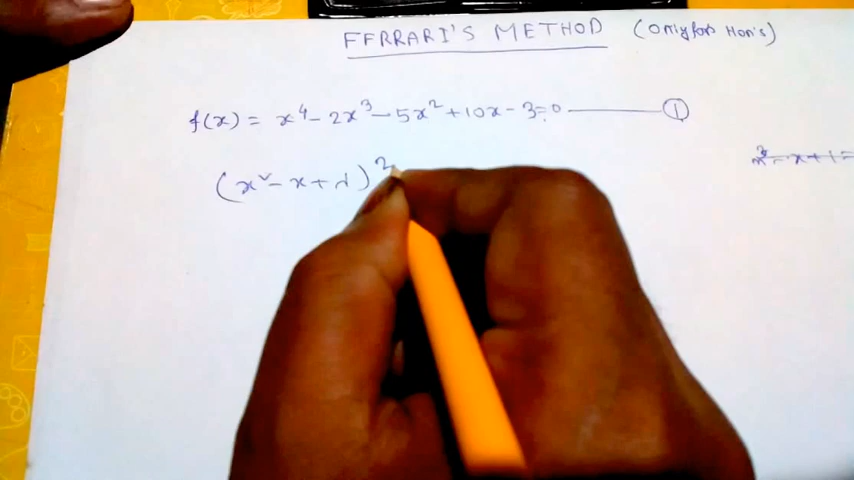 FERRARI'S METHOD (Only for Hon's)
f(x) = x⁴ - 2x³ - 5x² + 10x - 3 = 0 ——— ①
(x² - x + λ)²